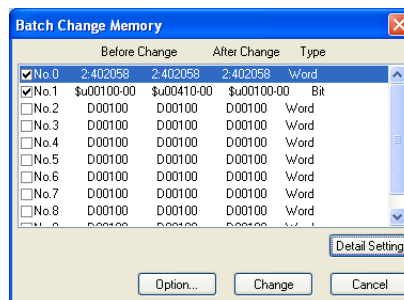 Batch Change Memory
Before Change After Change Type
No.0 2:402058 2:402058 2:402058 Word
No.1 $u00100-00 $u00410-00 $u00100-00 Bit
No.2 D00100 D00100 D00100 Word
No.3 D00100 D00100 D00100 Word
No.4 D00100 D00100 D00100 Word
No.5 D00100 D00100 D00100 Word
No.6 D00100 D00100 D00100 Word
No.7 D00100 D00100 D00100 Word
No.8 D00100 D00100 D00100 Word
Detail Setting
Option... Change Cancel